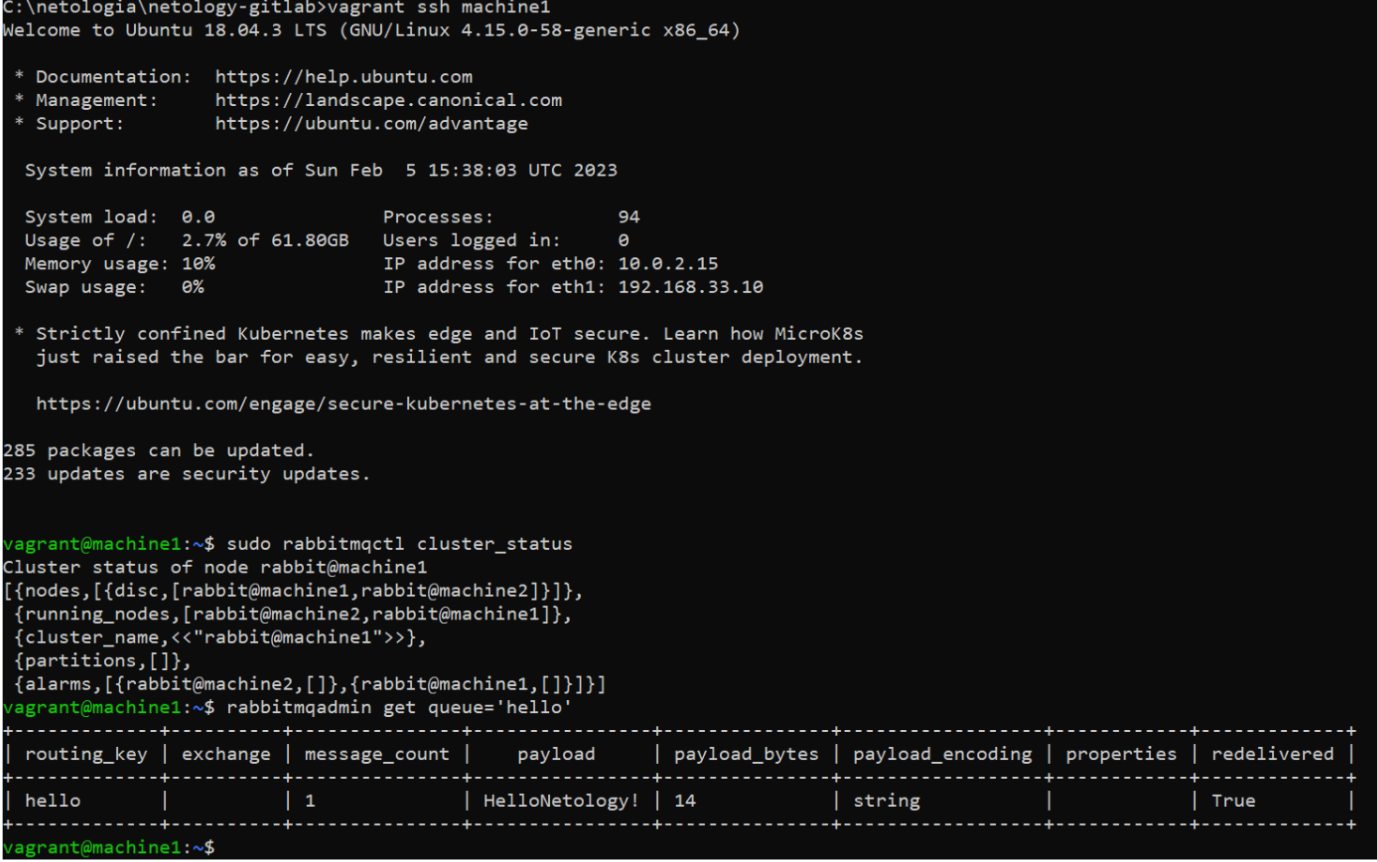 C:\netologia\netology-gitlab>vagrant ssh machine1
Welcome to Ubuntu 18.04.3 LTS (GNU/Linux 4.15.0-58-generic x86_64)
* Documentation:  https://help.ubuntu.com
* Management:     https://landscape.canonical.com
* Support:        https://ubuntu.com/advantage
System information as of Sun Feb  5 15:38:03 UTC 2023
System load:  0.0               Processes:           94
Usage of /:   2.7% of 61.80GB   Users logged in:     0
Memory usage: 10%               IP address for eth0: 10.0.2.15
Swap usage:   0%                IP address for eth1: 192.168.33.10
* Strictly confined Kubernetes makes edge and IoT secure. Learn how MicroK8s
just raised the bar for easy, resilient and secure K8s cluster deployment.
https://ubuntu.com/engage/secure-kubernetes-at-the-edge
285 packages can be updated.
233 updates are security updates.
vagrant@machine1:~$ sudo rabbitmqctl cluster_status
Cluster status of node rabbit@machine1
[{nodes,[{disc,[rabbit@machine1,rabbit@machine2]}]},
{running_nodes,[rabbit@machine2,rabbit@machine1]},
{cluster_name,<<"rabbit@machine1">>},
{partitions,[]},
{alarms,[{rabbit@machine2,[]},{rabbit@machine1,[]}]}]
vagrant@machine1:~$ rabbitmqadmin get queue='hello'
| routing_key | exchange | message_count |    payload     | payload_bytes | payload_encoding | properties | redelivered |
| hello       |          | 1             | HelloNetology! | 14            | string           |            | True        |
vagrant@machine1:~$